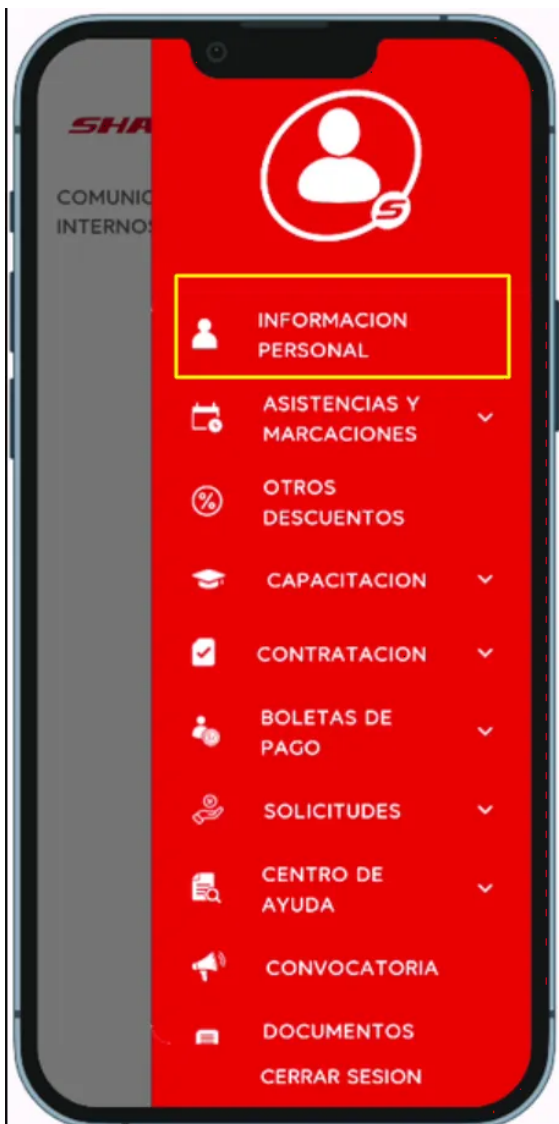 SHA
COMUNIC
INTERNOS
S
INFORMACION
PERSONAL
ASISTENCIAS Y
MARCACIONES
%
OTROS
DESCUENTOS
CAPACITACION
CONTRATACION
BOLETAS DE
PAGO
SOLICITUDES
CENTRO DE
AYUDA
CONVOCATORIA
DOCUMENTOS
CERRAR SESION